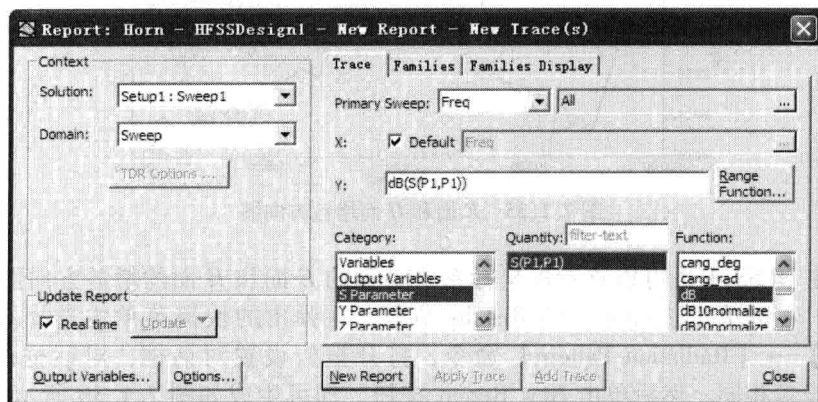 Report: Horn - HFSSDesign1 - New Report - New Trace(s)
Context
Solution: Setup1 : Sweep1
Domain: Sweep
TDR Options ...
Update Report
Real time Update
Output Variables... Options...
Trace Families Families Display
Primary Sweep: Freq All ...
X: Default Freq ...
Y: dB(S(P1,P1)) Range Function...
Category: Quantity: filter-text Function:
Variables
Output Variables
S Parameter
Y Parameter
Z Parameter
S(P1,P1)
cang_deg
cang_rad
dB
dB10normalize
dB20normalize
New Report Apply Trace Add Trace Close